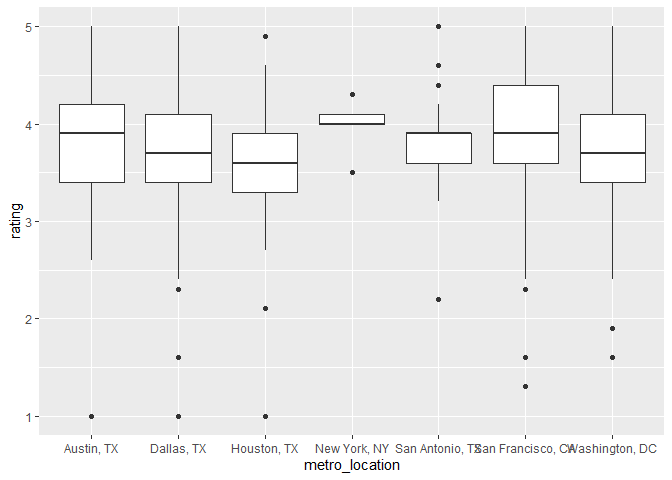 5
4
3
2
1
rating
Austin, TX Dallas, TX Houston, TX New York, NY San Antonio, TX San Francisco, CA Washington, DC
metro_location